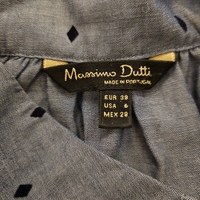 Massimo Dutti
MADE IN PORTUGAL
EUR 38
USA 6
MEX 28